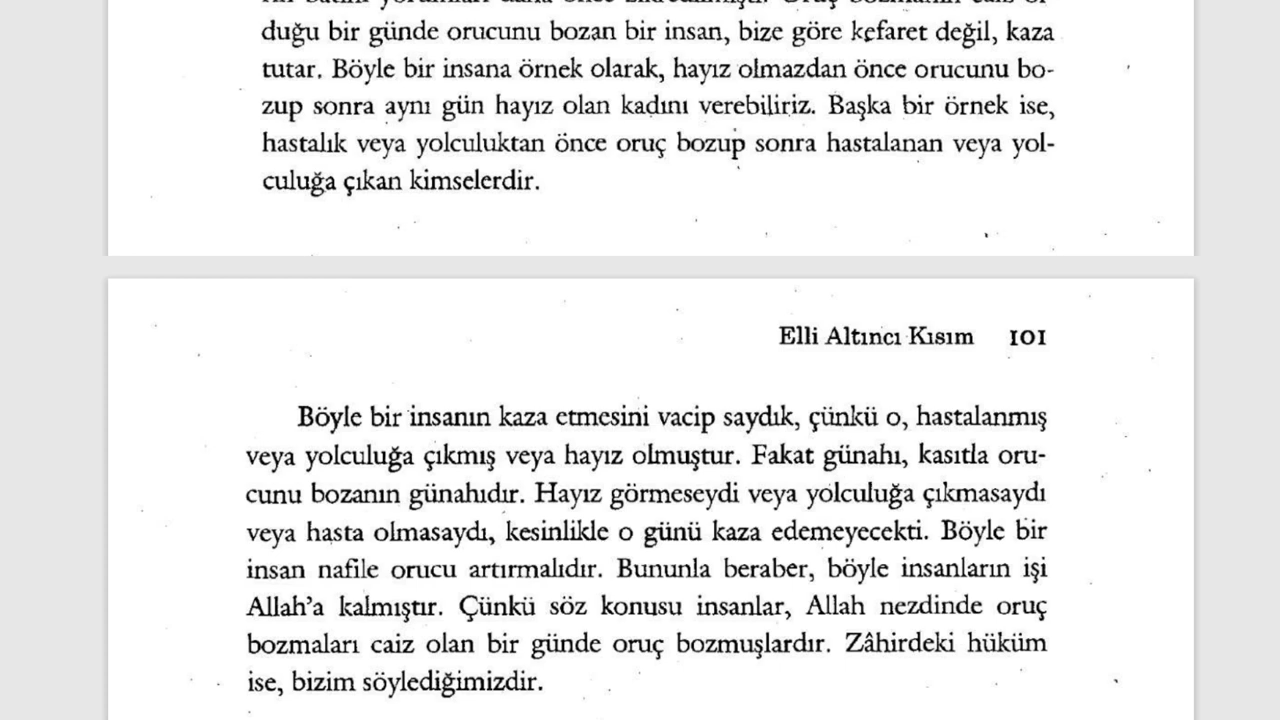 duğu bir günde orucunu bozan bir insan, bize göre kefaret değil, kaza
tutar. Böyle bir insana örnek olarak, hayız olmazdan önce orucunu bo-
zup sonra aynı gün hayız olan kadını verebiliriz. Başka bir örnek ise,
hastalık veya yolculuktan önce oruç bozup sonra hastalanan veya yol-
culuğa çıkan kimselerdir.
Elli Altıncı Kısım 101
Böyle bir insanın kaza etmesini vacip saydık, çünkü o, hastalanmış
veya yolculuğa çıkmış veya hayız olmuştur. Fakat günahı, kasıtla oru-
cunu bozanın günahıdır. Hayız görmeseydi veya yolculuğa çıkmasaydı
veya hasta olmasaydı, kesinlikle o günü kaza edemeyecekti. Böyle bir
insan nafile orucu artırmalıdır. Bununla beraber, böyle insanların işi
Allah'a kalmıştır. Çünkü söz konusu insanlar, Allah nezdinde oruç
bozmaları caiz olan bir günde oruç bozmuşlardır. Zâhirdeki hüküm
ise, bizim söylediğimizdir.